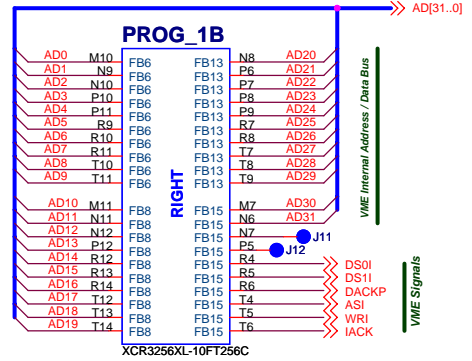 AD[31..0]
PROG_1B
AD0 M10 FB6 FB13 N8 AD20
AD1 N9 FB6 FB13 P6 AD21
AD2 N10 FB6 FB13 P7 AD22
AD3 P10 FB6 FB13 P8 AD23
AD4 P11 FB6 FB13 P9 AD24
AD5 R9 FB6 FB13 R7 AD25
AD6 R10 FB6 FB13 R8 AD26
AD7 R11 FB6 FB13 T7 AD27
AD8 T10 FB6 FB13 T8 AD28
AD9 T11 FB6 FB13 T9 AD29
RIGHT
VME Internal Address / Data Bus
AD10 M11 FB8 FB15 M7 AD30
AD11 N11 FB8 FB15 N6 AD31
AD12 N12 FB8 FB15 N7 J11
AD13 P12 FB8 FB15 P5 J12
AD14 R12 FB8 FB15 R4 DS0I
AD15 R13 FB8 FB15 R5 DS1I
AD16 R14 FB8 FB15 R6 DACKP
AD17 T12 FB8 FB15 T4 ASI
AD18 T13 FB8 FB15 T5 WRI
AD19 T14 FB8 FB15 T6 IACK
VME Signals
XCR3256XL-10FT256C